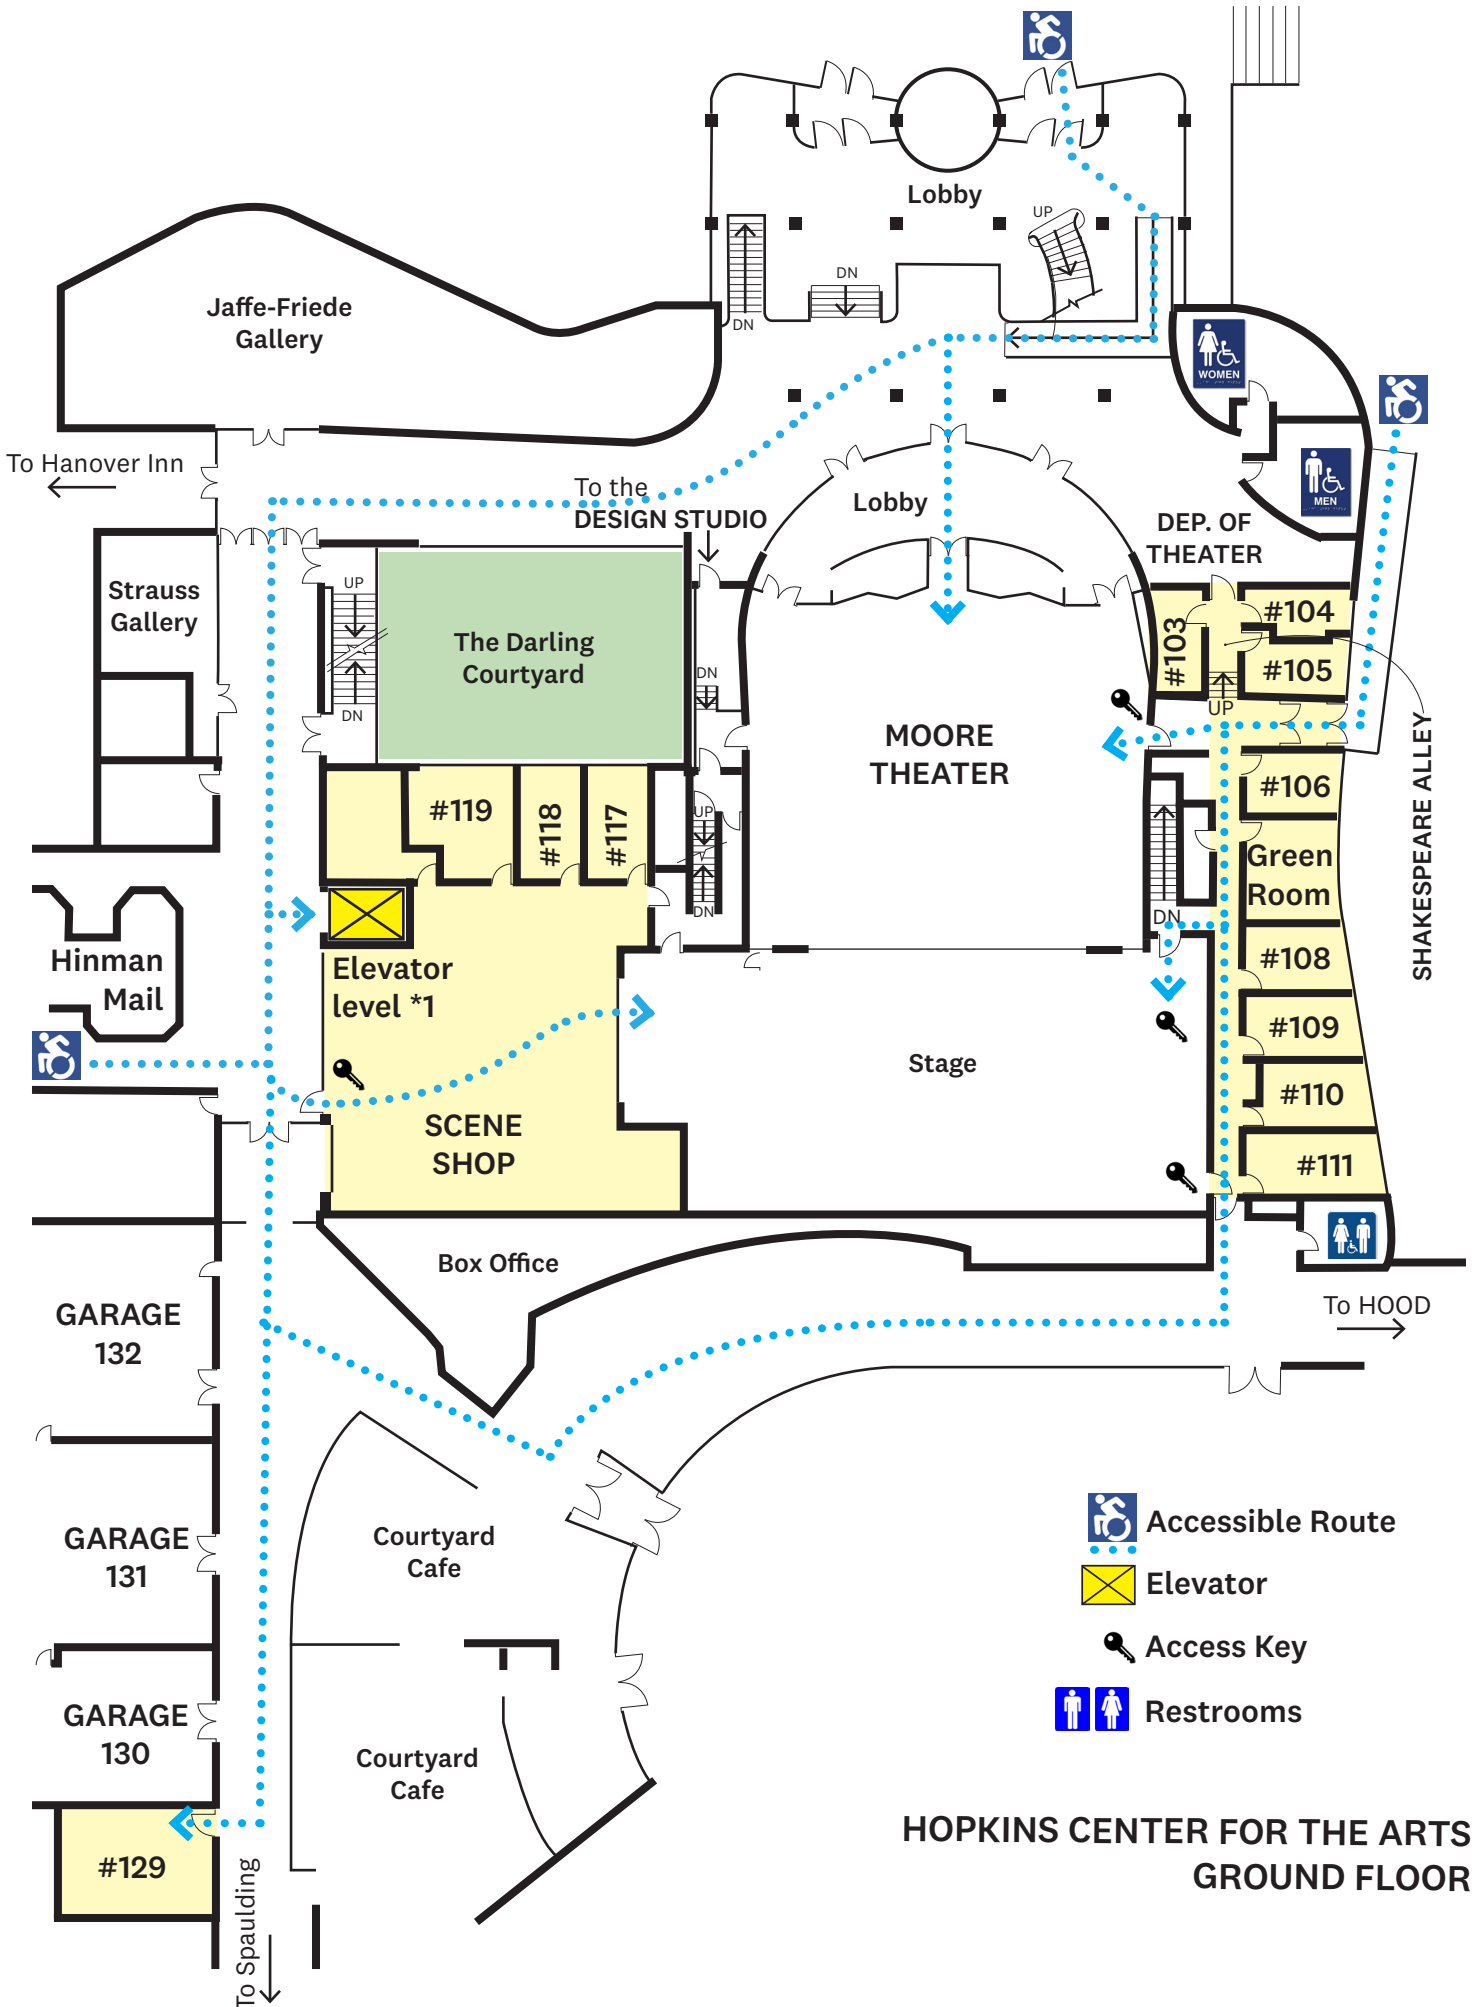 Lobby
UP
DN
DN
Jaffe-Friede
Gallery
WOMEN
MEN
To Hanover Inn
To the
DESIGN STUDIO
Lobby
DEP. OF
THEATER
Strauss
Gallery
UP
DN
The Darling
Courtyard
DN
#103
#104
#105
UP
MOORE
THEATER
SHAKESPEARE ALLEY
#119
#118
#117
UP
DN
#106
Green
Room
DN
#108
#109
#110
#111
Hinman
Mail
Elevator
level *1
Stage
SCENE
SHOP
Box Office
To HOOD
GARAGE
132
GARAGE
131
GARAGE
130
#129
To Spaulding
Courtyard
Cafe
Courtyard
Cafe
Accessible Route
Elevator
Access Key
Restrooms
HOPKINS CENTER FOR THE ARTS
GROUND FLOOR